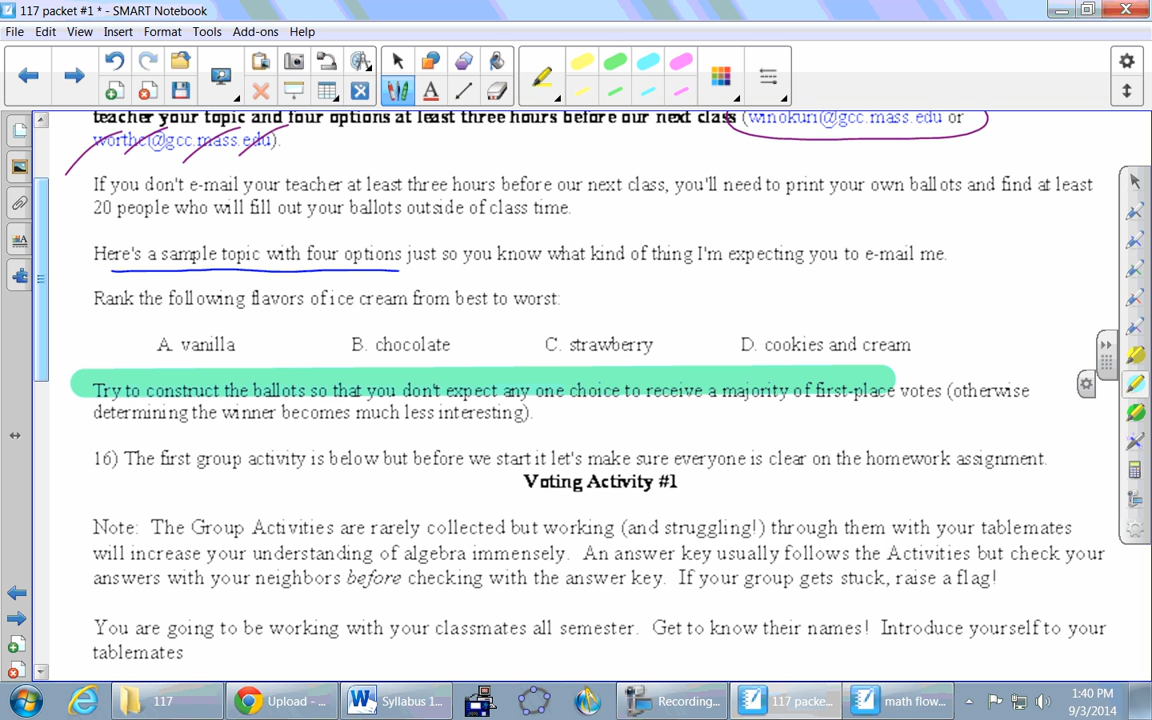 117 packet #1 * - SMART Notebook
File Edit View Insert Format Tools Add-ons Help
teacher your topic and four options at least three hours before our next class (winokuri@gcc.mass.edu or
worthe@gcc.mass.edu).
If you don't e-mail your teacher at least three hours before our next class, you'll need to print your own ballots and find at least
20 people who will fill out your ballots outside of class time.
Here's a sample topic with four options just so you know what kind of thing I'm expecting you to e-mail me.
Rank the following flavors of ice cream from best to worst:
A. vanilla B. chocolate C. strawberry D. cookies and cream
Try to construct the ballots so that you don't expect any one choice to receive a majority of first-place votes (otherwise
determining the winner becomes much less interesting).
16) The first group activity is below but before we start it let's make sure everyone is clear on the homework assignment.
Voting Activity #1
Note: The Group Activities are rarely collected but working (and struggling!) through them with your tablemates
will increase your understanding of algebra immensely. An answer key usually follows the Activities but check your
answers with your neighbors before checking with the answer key. If your group gets stuck, raise a flag!
You are going to be working with your classmates all semester. Get to know their names! Introduce yourself to your
tablemates
117 Upload - ... Syllabus 1... Recording... 117 packe... math flow... 1:40 PM
9/3/2014